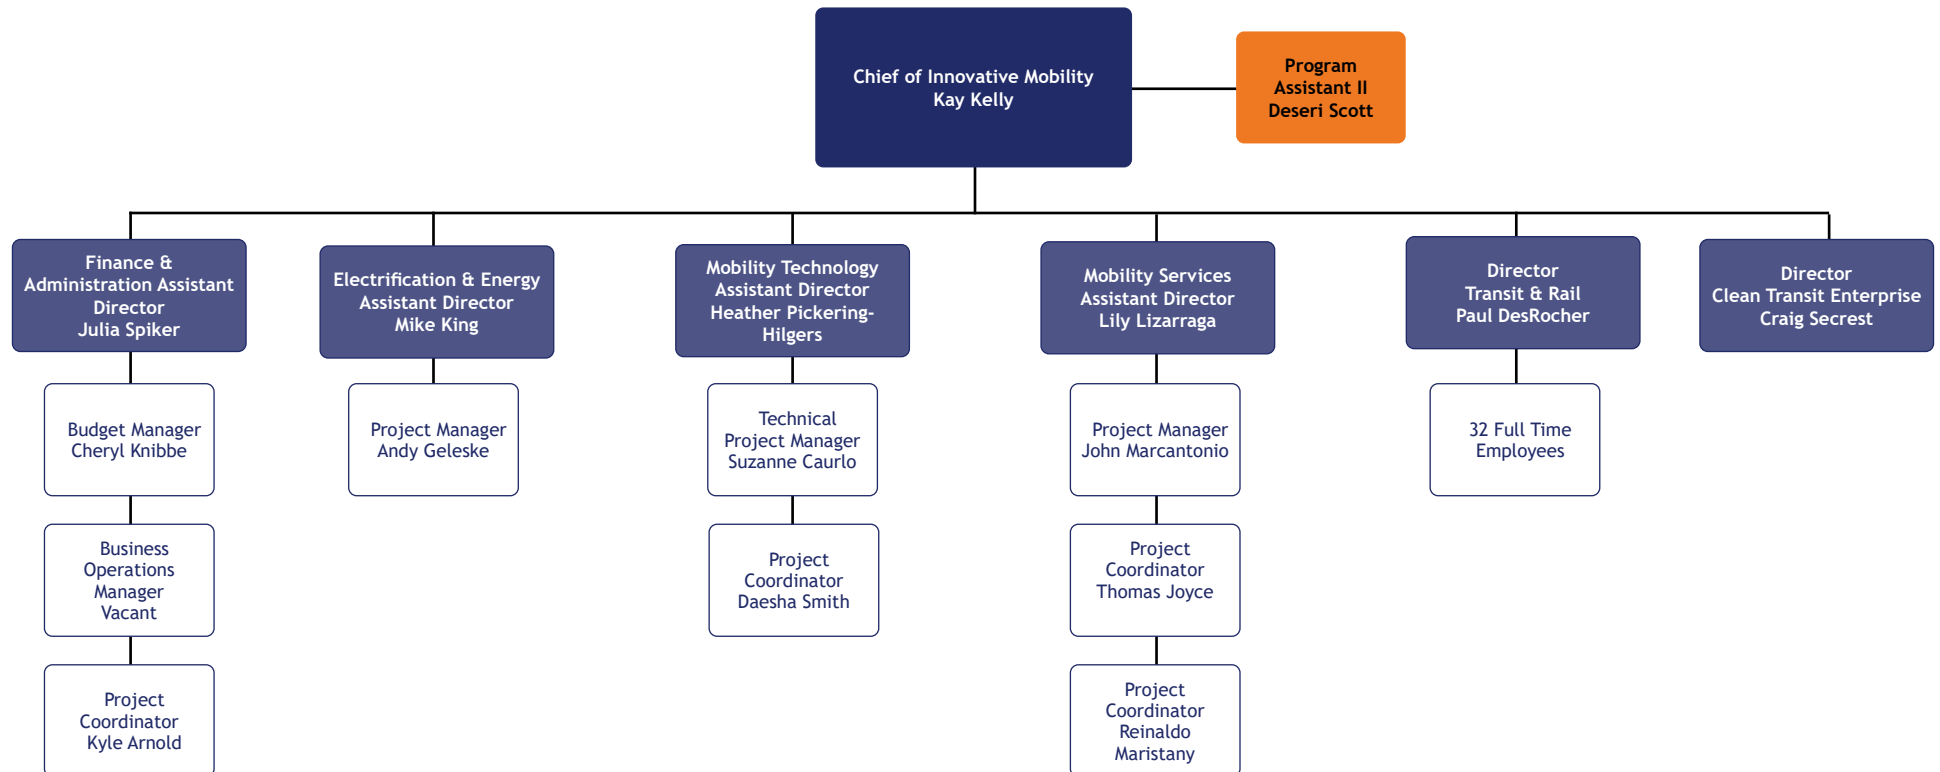 Chief of Innovative Mobility
Kay Kelly
Program
Assistant II
Deseri Scott
Finance &
Administration Assistant
Director
Julia Spiker
Electrification & Energy
Assistant Director
Mike King
Mobility Technology
Assistant Director
Heather Pickering-
Hilgers
Mobility Services
Assistant Director
Lily Lizarraga
Director
Transit & Rail
Paul DesRocher
Director
Clean Transit Enterprise
Craig Secrest
Budget Manager
Cheryl Knibbe
Project Manager
Andy Geleske
Technical
Project Manager
Suzanne Caurlo
Project Manager
John Marcantonio
32 Full Time
Employees
Business
Operations
Manager
Vacant
Project
Coordinator
Daesha Smith
Project
Coordinator
Thomas Joyce
Project
Coordinator
Kyle Arnold
Project
Coordinator
Reinaldo
Maristany